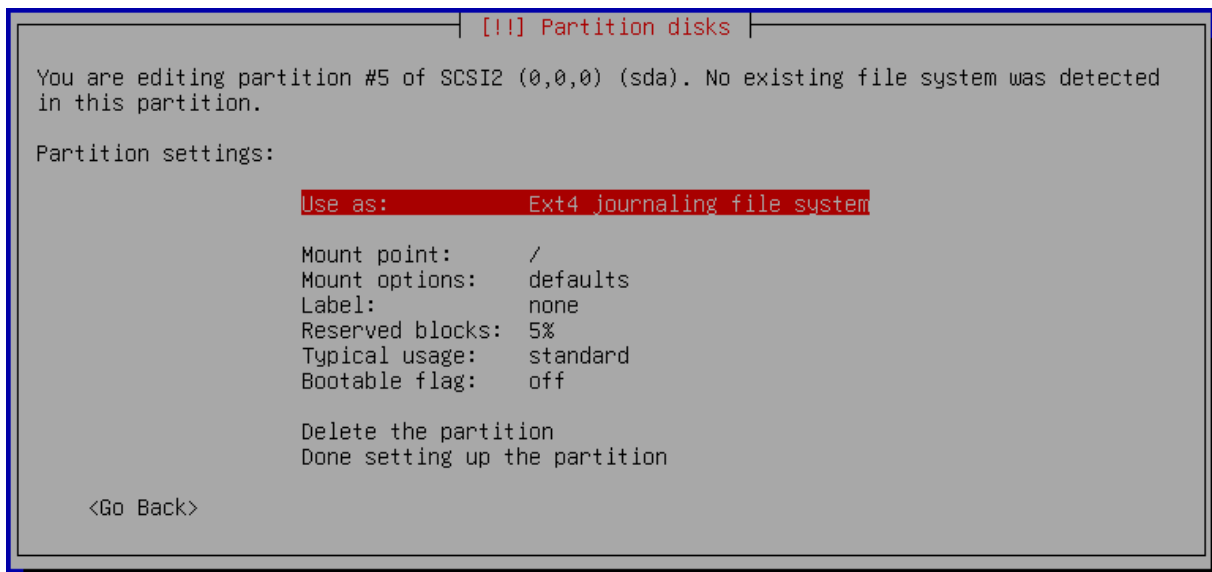 [!!] Partition disks
You are editing partition #5 of SCSI2 (0,0,0) (sda). No existing file system was detected
in this partition.
Partition settings:
Use as: Ext4 journaling file system
Mount point: /
Mount options: defaults
Label: none
Reserved blocks: 5%
Typical usage: standard
Bootable flag: off
Delete the partition
Done setting up the partition
<Go Back>